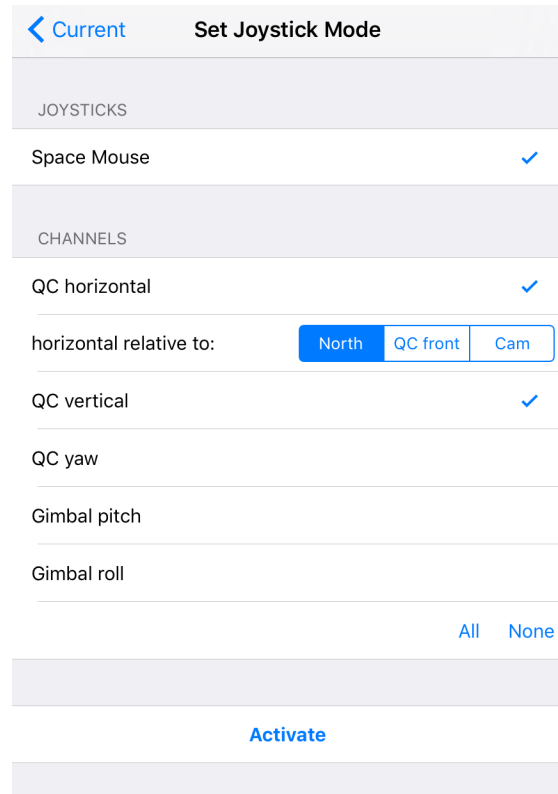 Current Set Joystick Mode
JOYSTICKS
Space Mouse
CHANNELS
QC horizontal
horizontal relative to: North QC front Cam
QC vertical
QC yaw
Gimbal pitch
Gimbal roll
All None
Activate